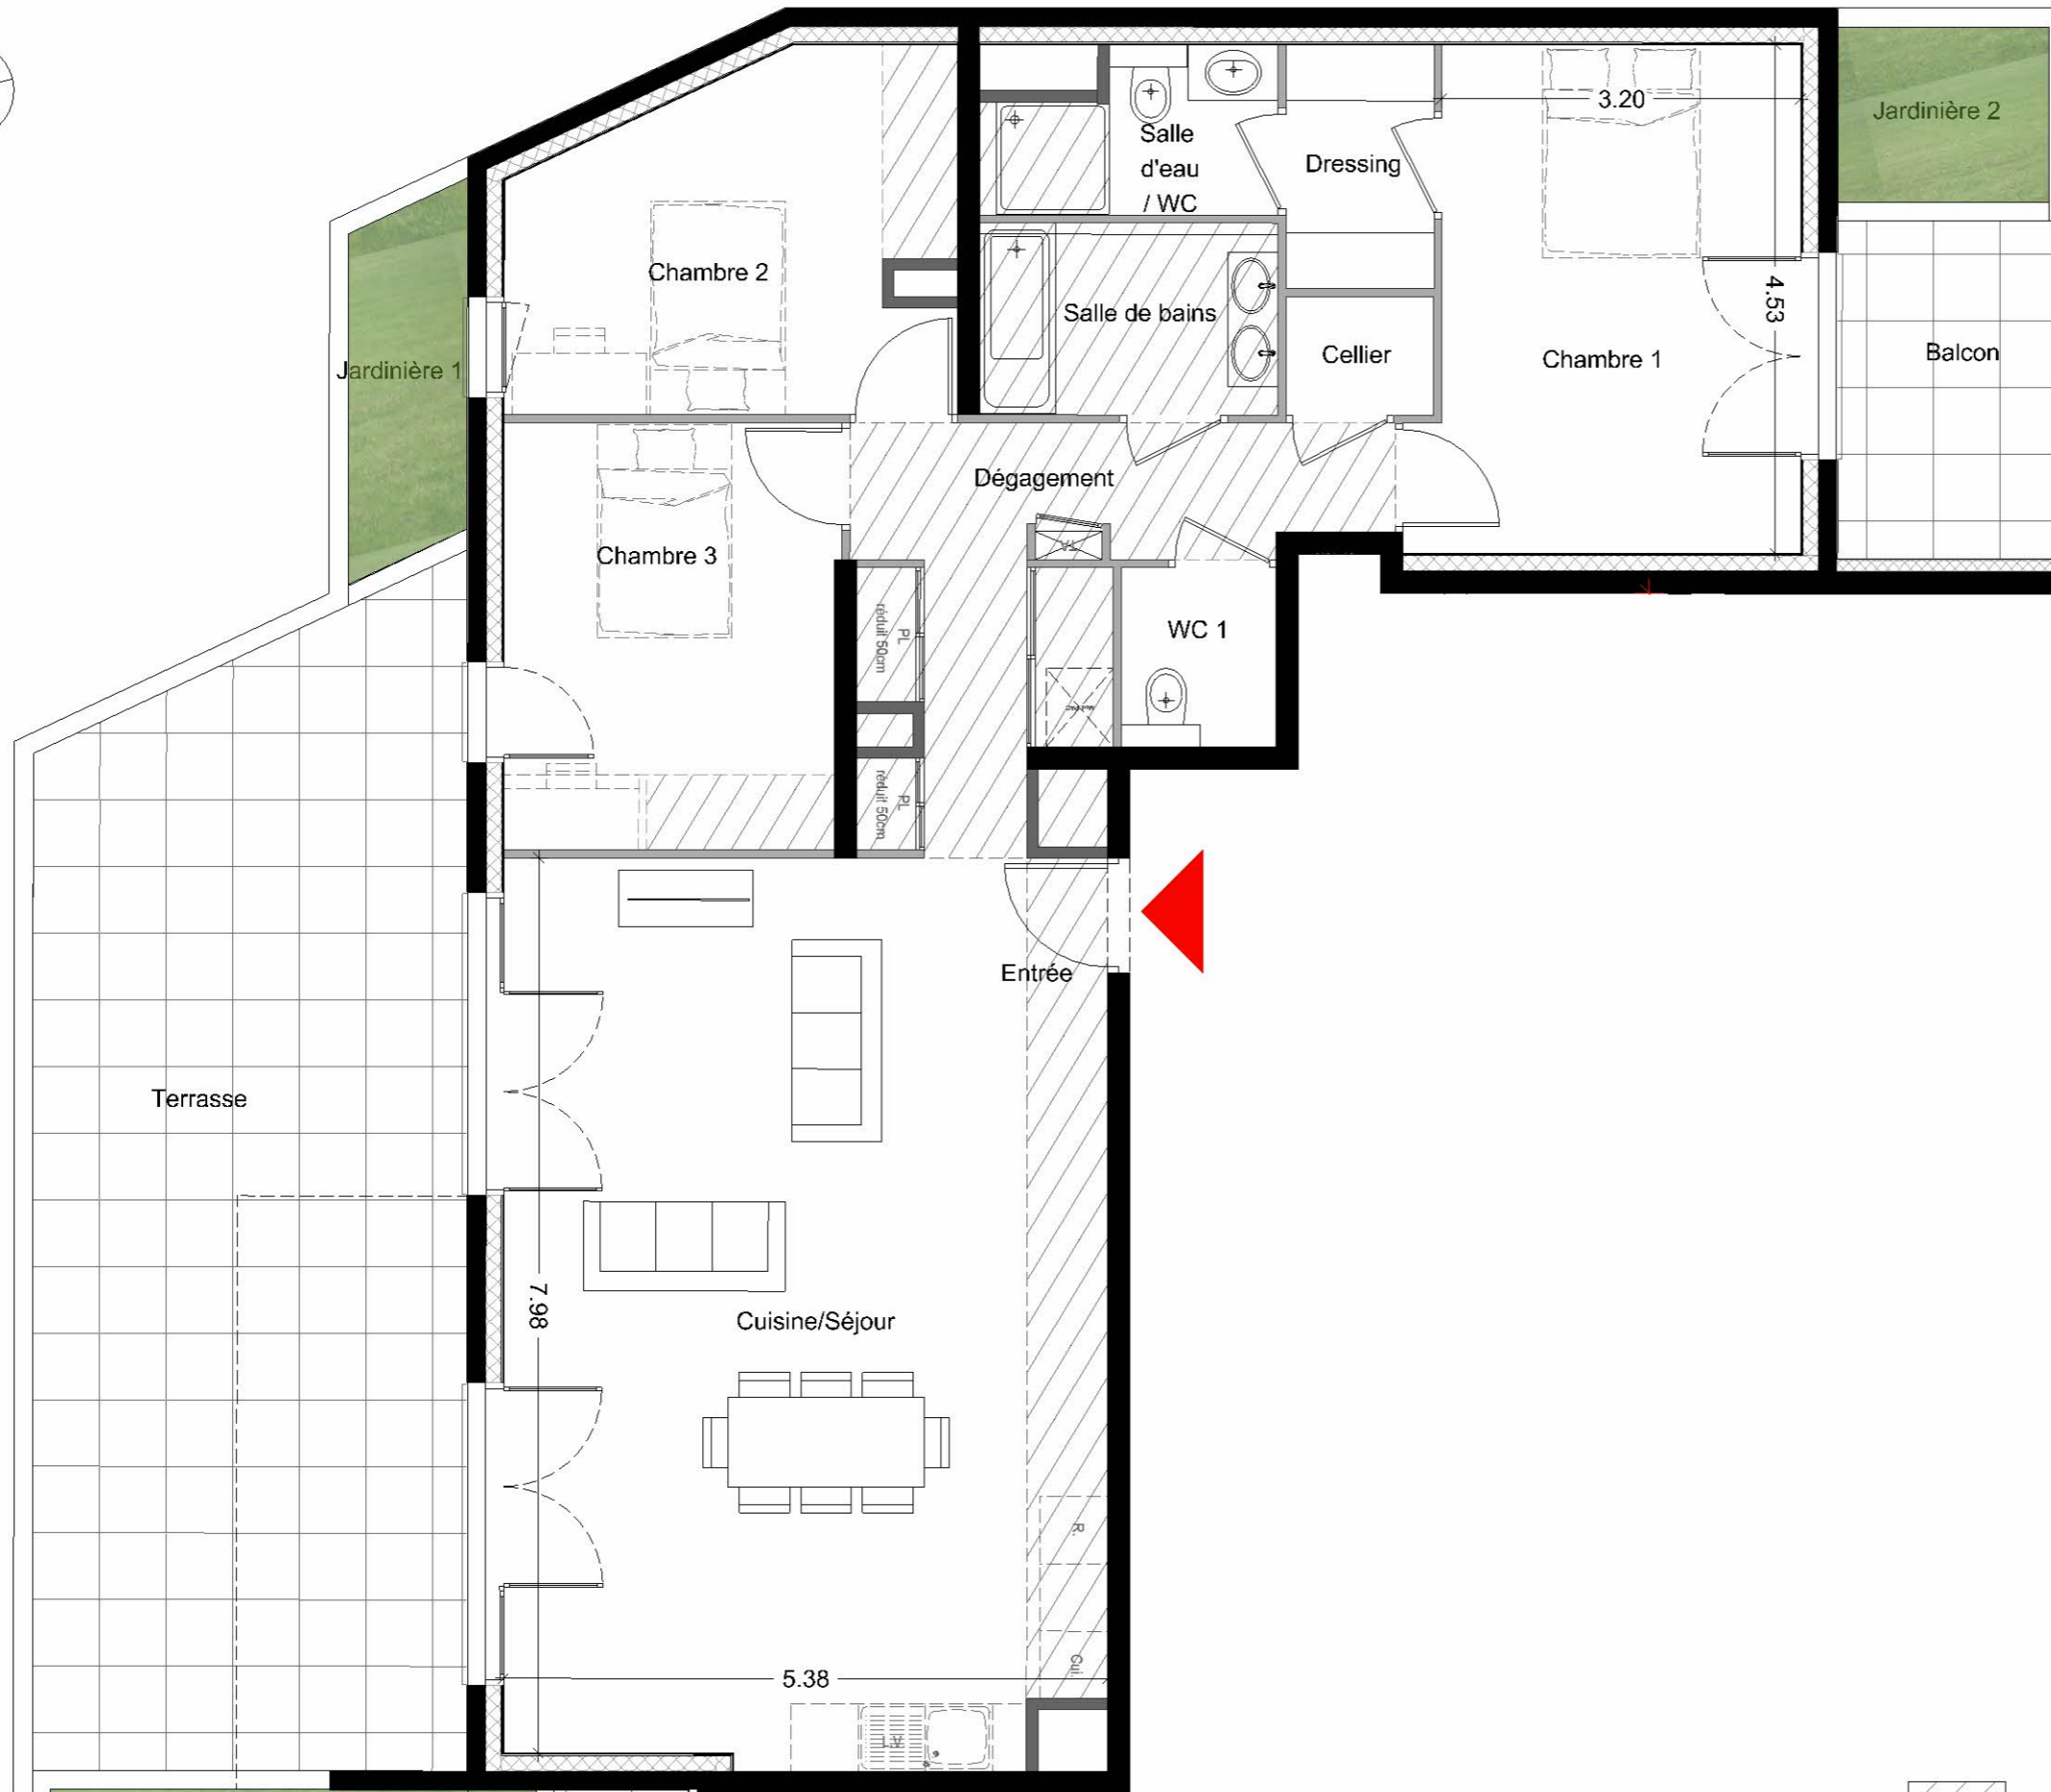 Jardinière 2
3.20
Salle
d'eau
/ WC
Dressing
Chambre 2
Salle de bains
4.53
Cellier
Chambre 1
Balcon
Jardinière 1
Dégagement
Chambre 3
PL
réduit 50cm
WC 1
PL
réduit 50cm
Entrée
Terrasse
7.98
Cuisine/Séjour
R.
Cui.
5.38